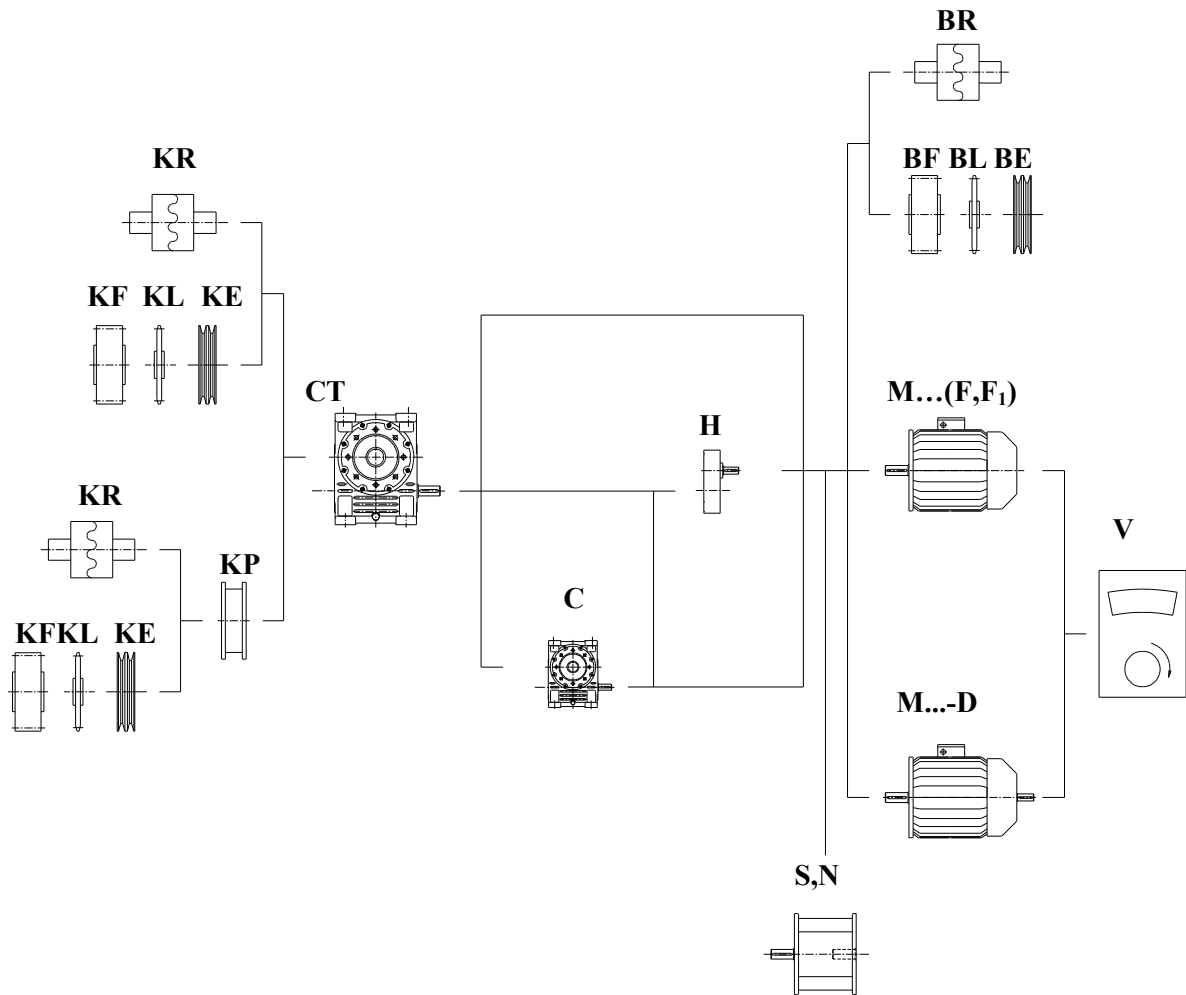 BR
KR
BF BL BE
KF KL KE
CT
M…(F,F₁)
H
KR
V
KP
C
KFKL KE
M...-D
S,N